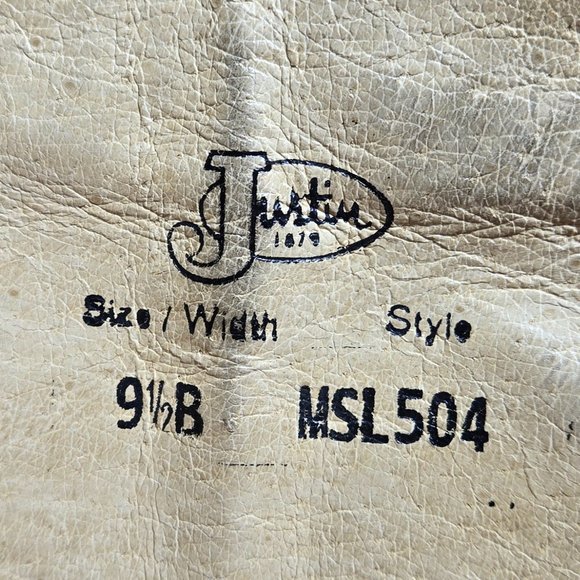 Justin
1879
Size / Width Style
9½B MSL504